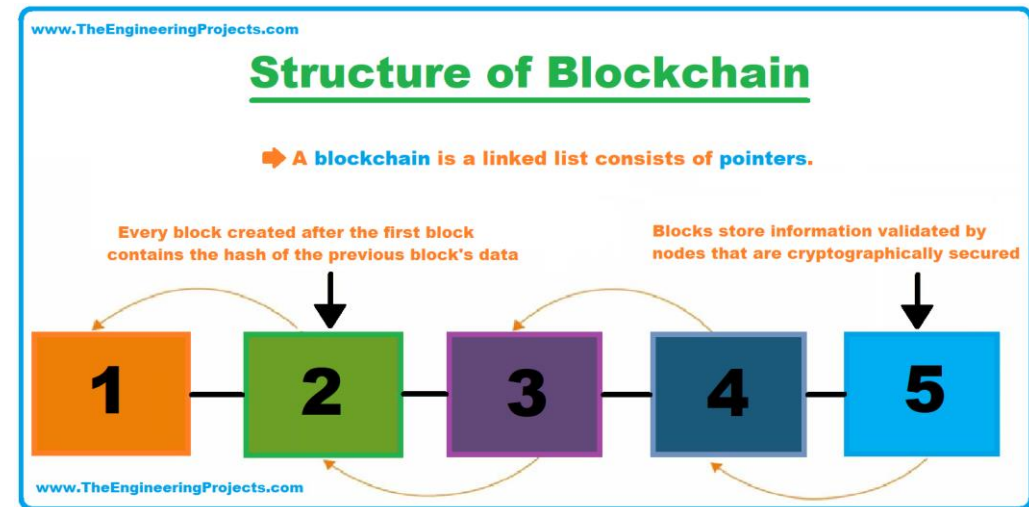 www.TheEngineeringProjects.com
Structure of Blockchain
A blockchain is a linked list consists of pointers.
Every block created after the first block
contains the hash of the previous block's data
Blocks store information validated by
nodes that are cryptographically secured
1 2 3 4 5
www.TheEngineeringProjects.com